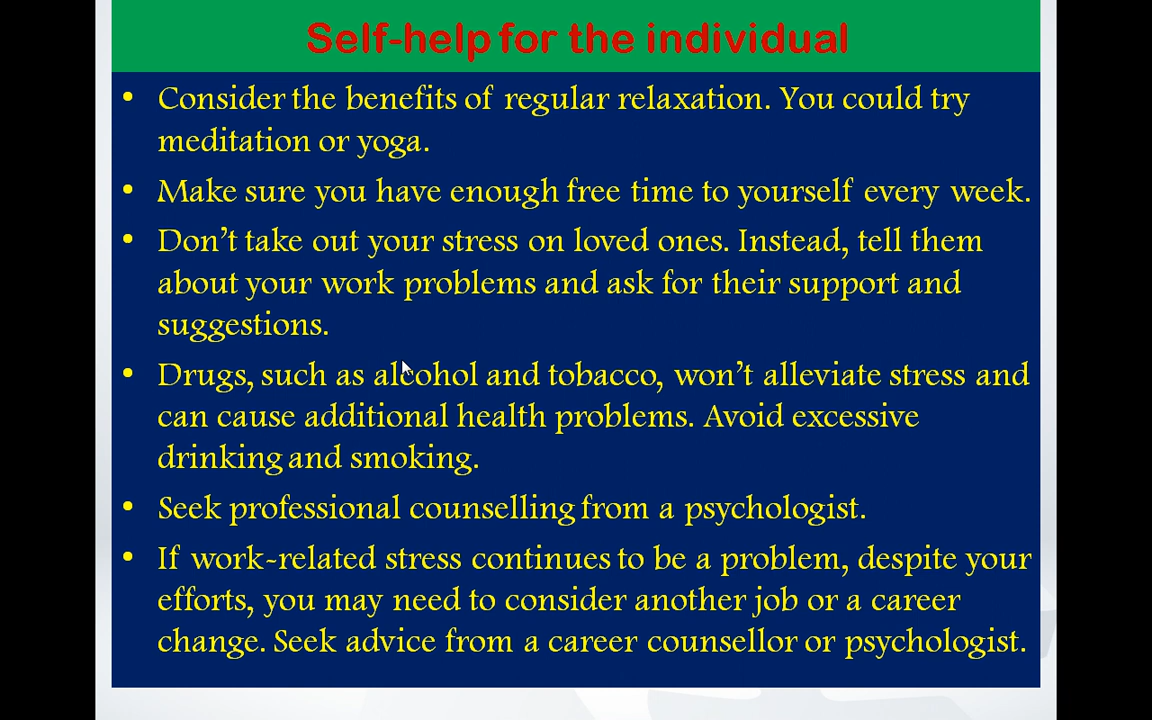 Self-help for the individual
• Consider the benefits of regular relaxation. You could try
meditation or yoga.
• Make sure you have enough free time to yourself every week.
• Don’t take out your stress on loved ones. Instead, tell them
about your work problems and ask for their support and
suggestions.
• Drugs, such as alcohol and tobacco, won’t alleviate stress and
can cause additional health problems. Avoid excessive
drinking and smoking.
• Seek professional counselling from a psychologist.
• If work-related stress continues to be a problem, despite your
efforts, you may need to consider another job or a career
change. Seek advice from a career counsellor or psychologist.